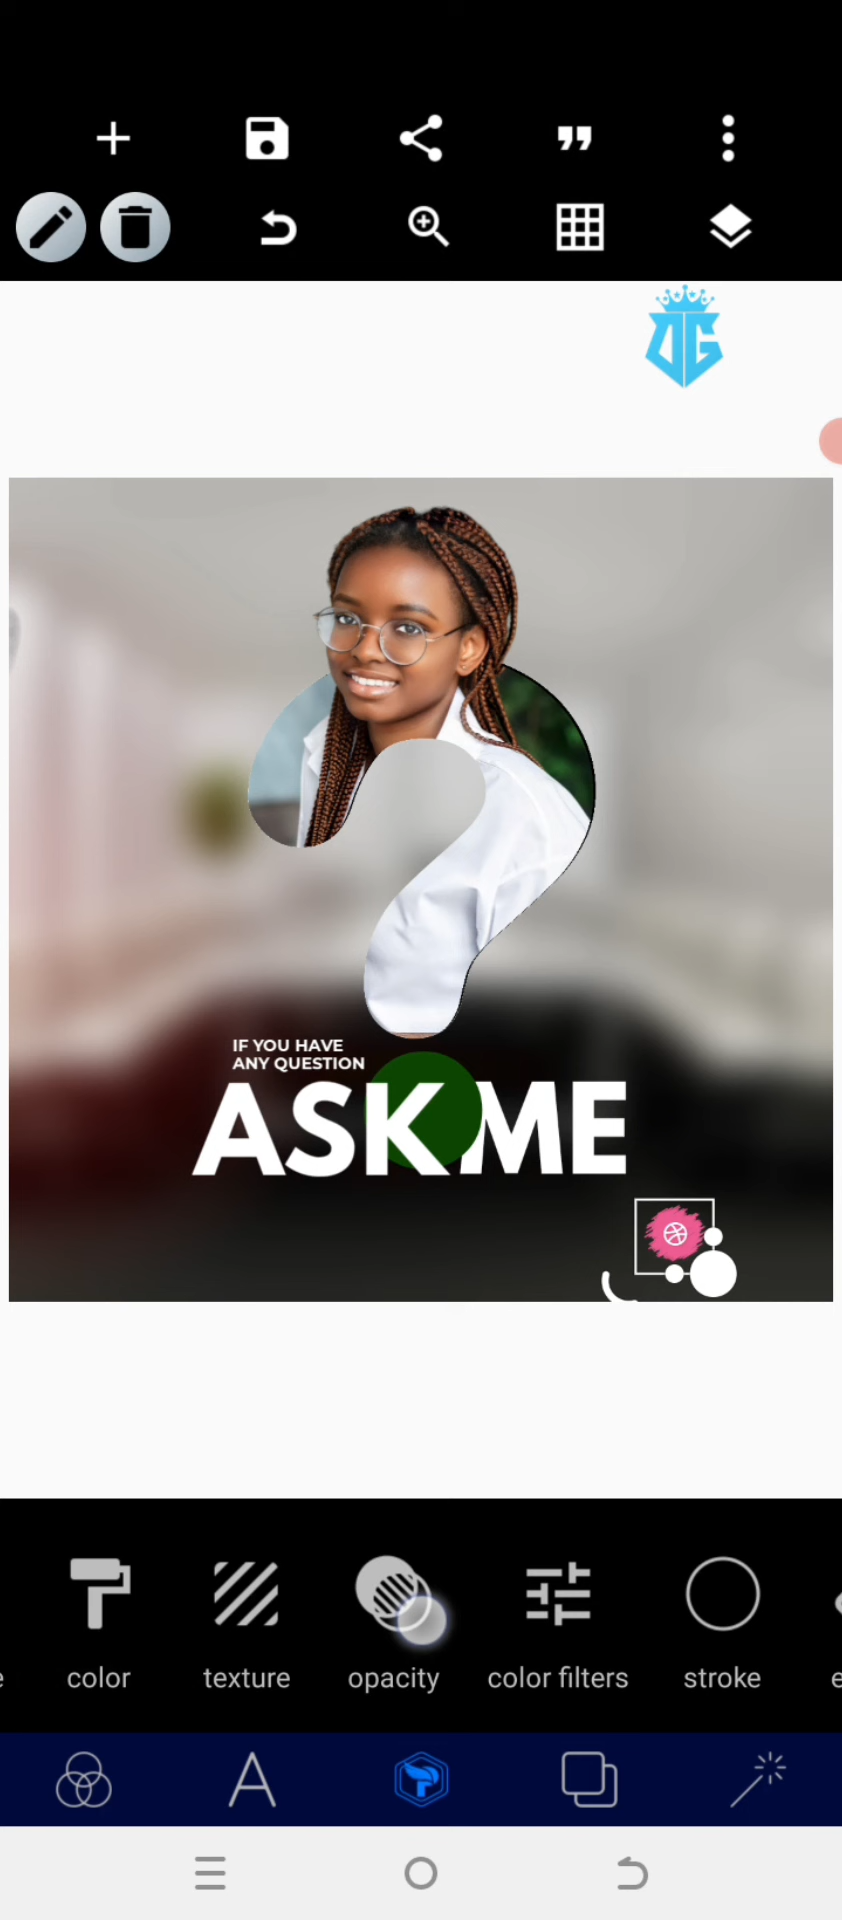 IF YOU HAVE
ANY QUESTION
ASK ME
color
texture
opacity
color filters
stroke